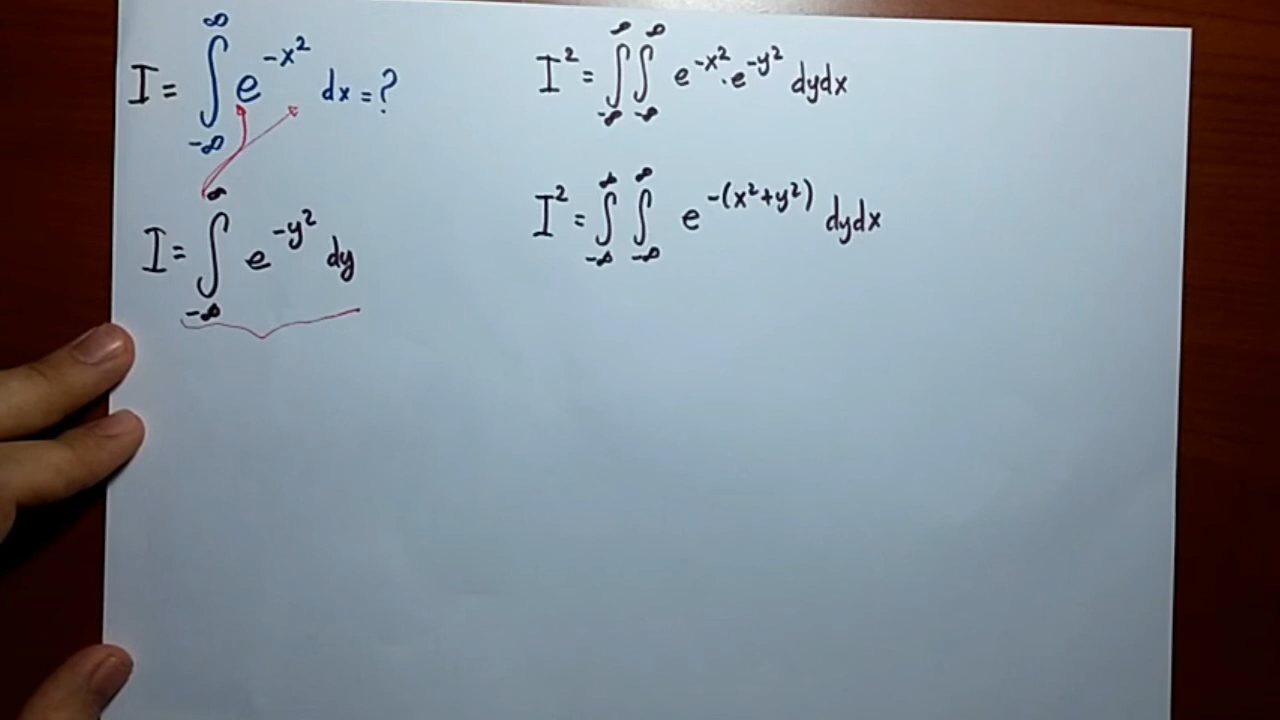 I = ∫_{-∞}^{∞} e^{-x²} dx = ?
I = ∫_{-∞}^{∞} e^{-y²} dy
I² = ∫_{-∞}^{∞} ∫_{-∞}^{∞} e^{-x²} · e^{-y²} dydx
I² = ∫_{-∞}^{∞} ∫_{-∞}^{∞} e^{-(x²+y²)} dydx